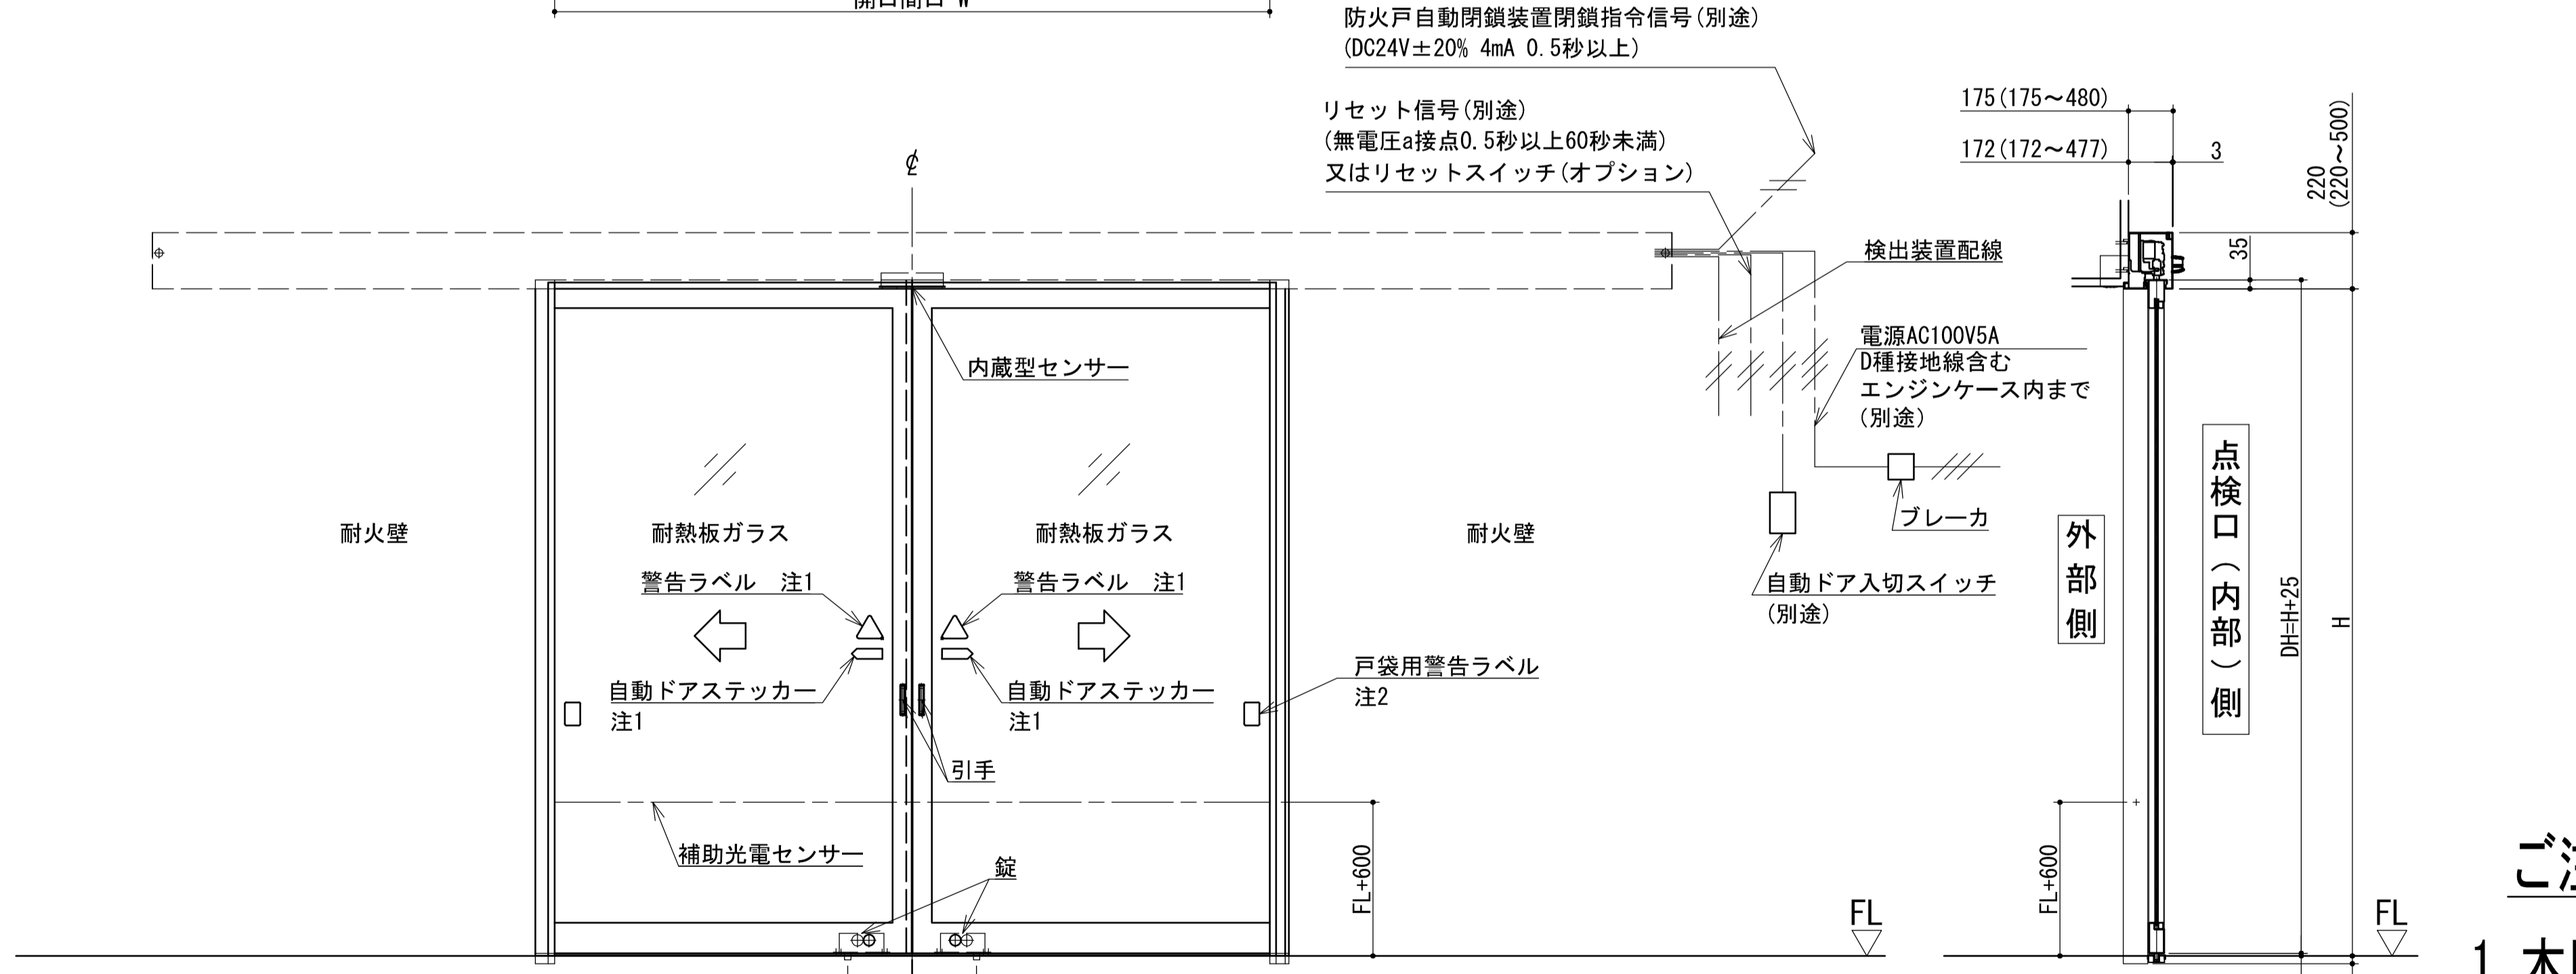 開口間口 W
防火戸自動閉鎖装置閉鎖指令信号(別途)
(DC24V±20% 4mA 0.5秒以上)
リセット信号(別途)
(無電圧a接点0.5秒以上60秒未満)
又はリセットスイッチ(オプション)
175(175〜480)
172(172〜477)
3
220
(220〜500)
35
検出装置配線
電源AC100V5A
D種接地線含む
エンジンケース内まで
(別途)
内蔵型センサー
ブレーカ
自動ドア入切スイッチ
(別途)
耐火壁
耐熱板ガラス
耐熱板ガラス
耐火壁
警告ラベル 注1
警告ラベル 注1
自動ドアステッカー
注1
自動ドアステッカー
注1
戸袋用警告ラベル
注2
引手
補助光電センサー
錠
FL+600
FL
外部側
点検口(内部)側
DH=H+25
H
FL+600
FL
ご
1